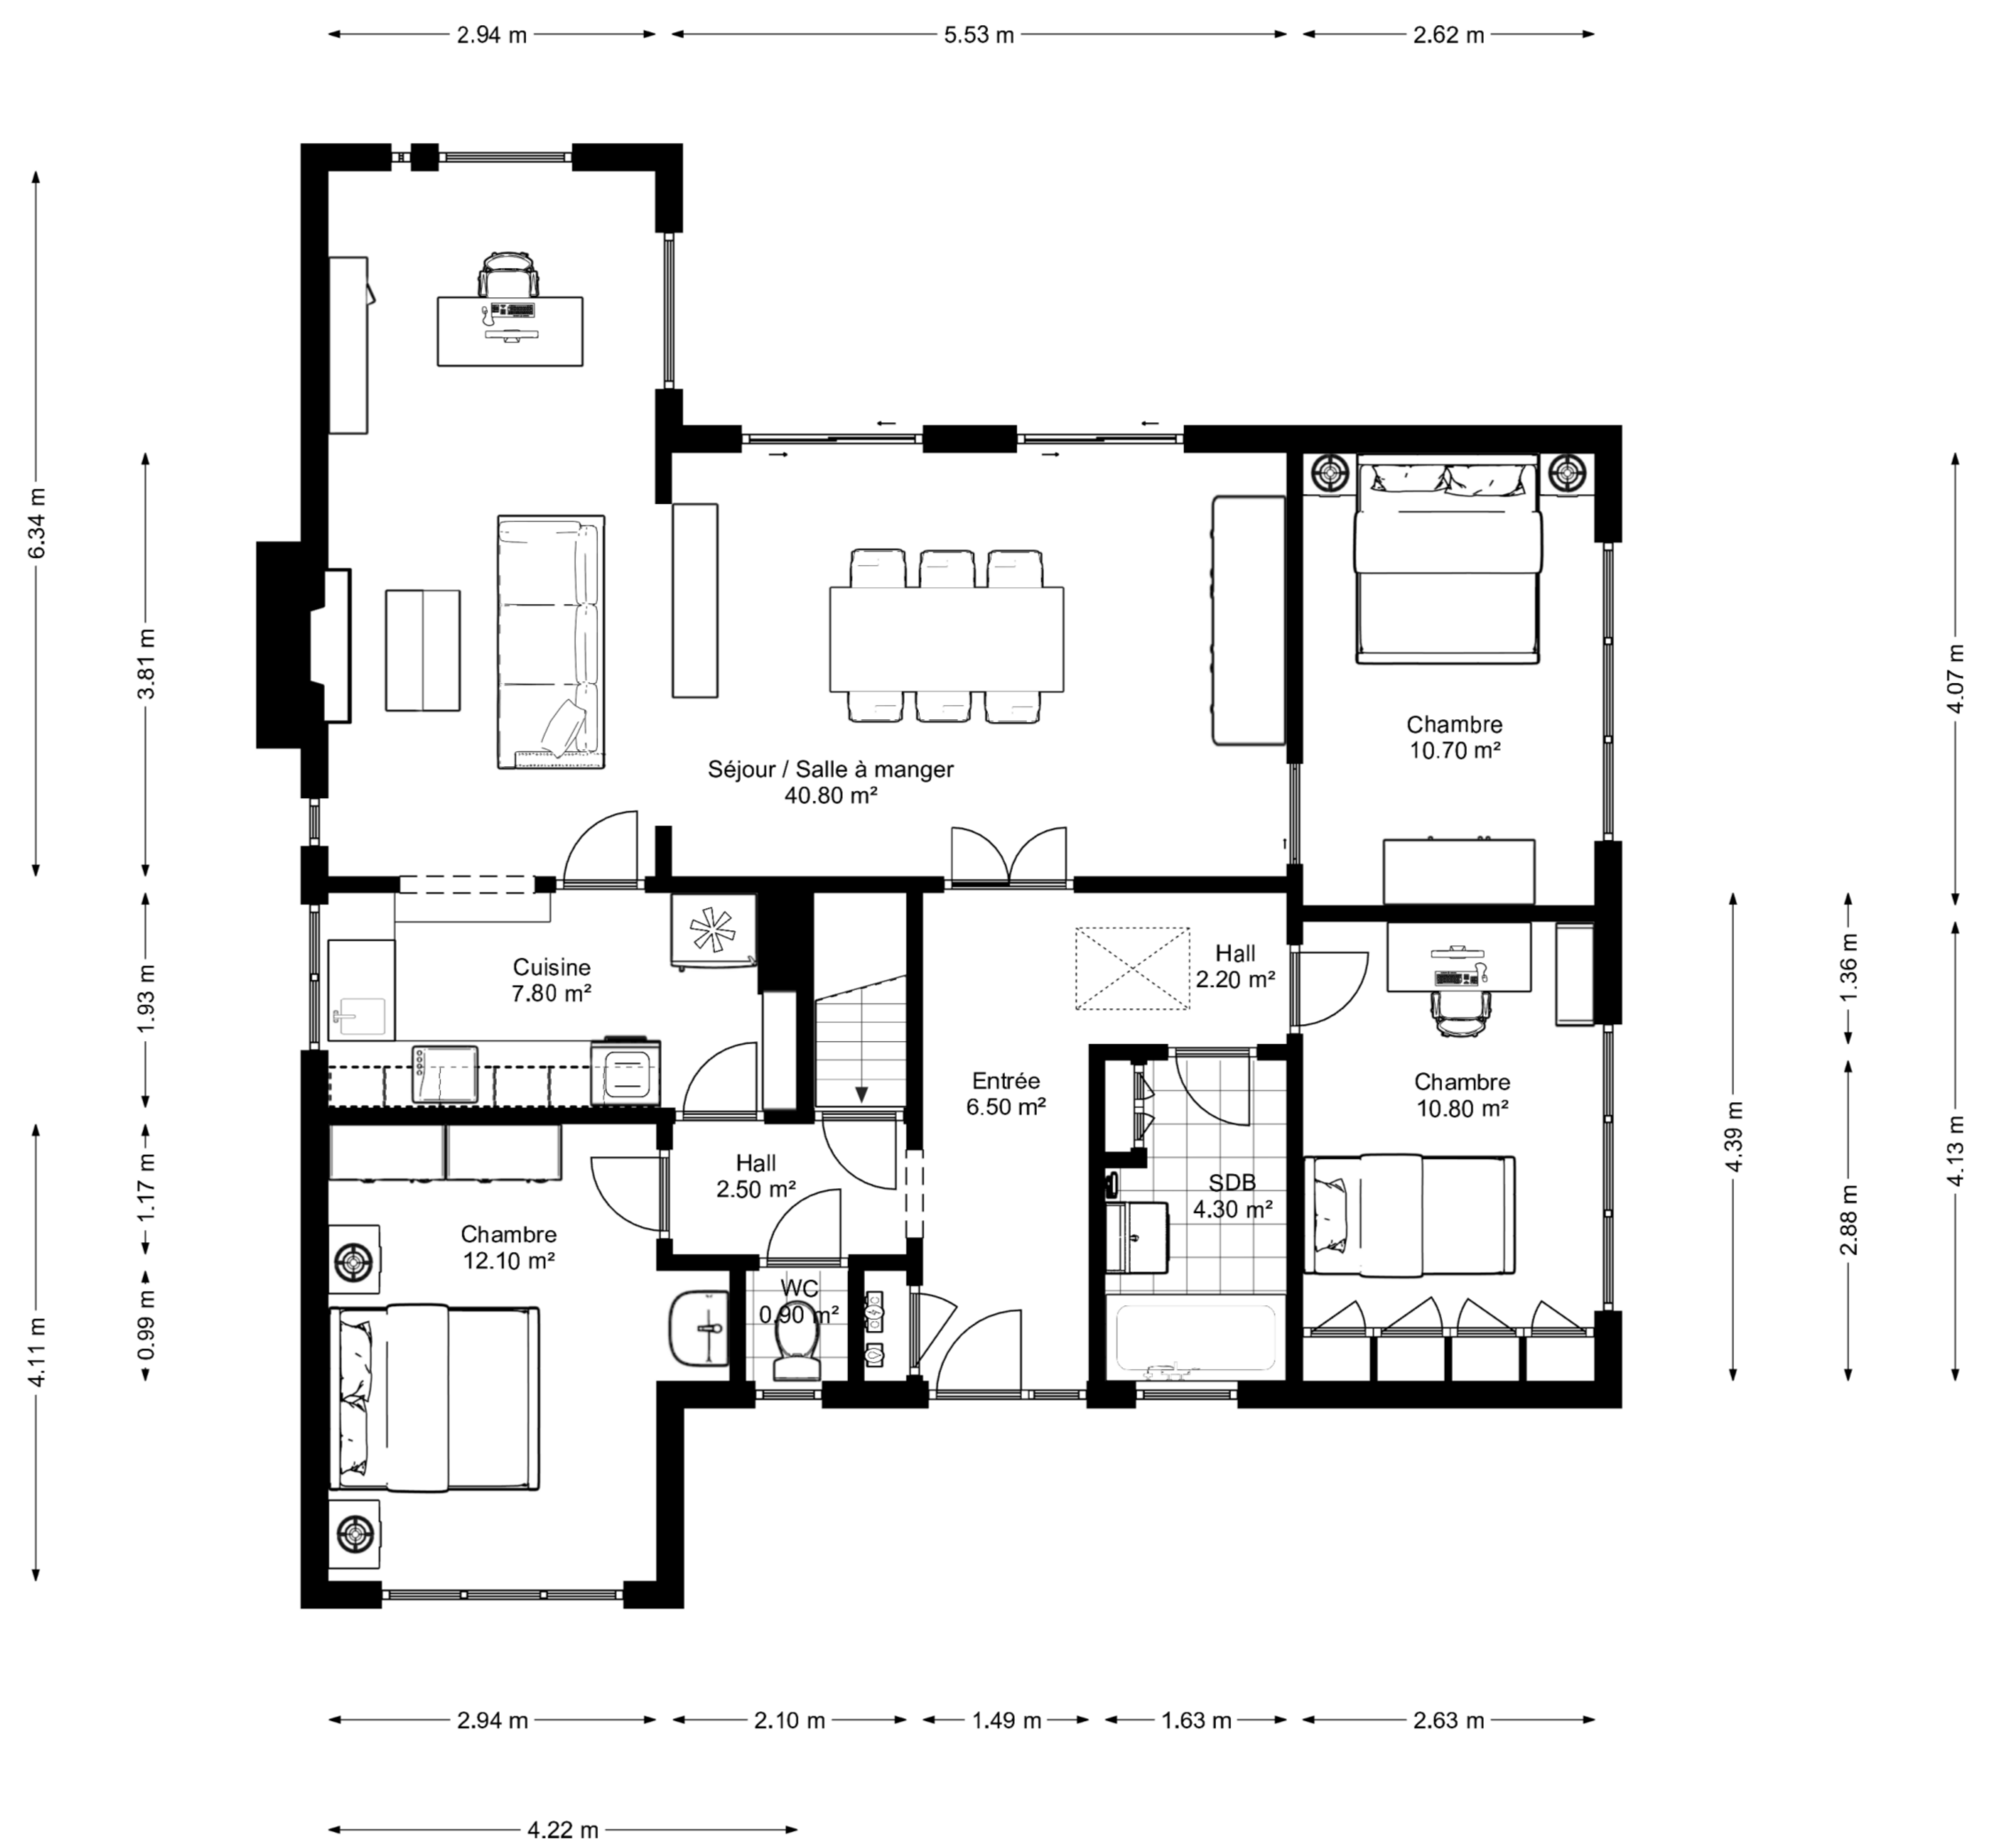 2.94 m
5.53 m
2.62 m
6.34 m
3.81 m
4.07 m
Chambre
10.70 m²
Séjour / Salle à manger
40.80 m²
Cuisine
7.80 m²
Hall
2.20 m²
1.93 m
1.36 m
Entrée
6.50 m²
Chambre
10.80 m²
4.39 m
4.13 m
Hall
2.50 m²
1.17 m
SDB
4.30 m²
2.88 m
Chambre
12.10 m²
WC
0.90 m²
0.99 m
4.11 m
2.94 m
2.10 m
1.49 m
1.63 m
2.63 m
4.22 m